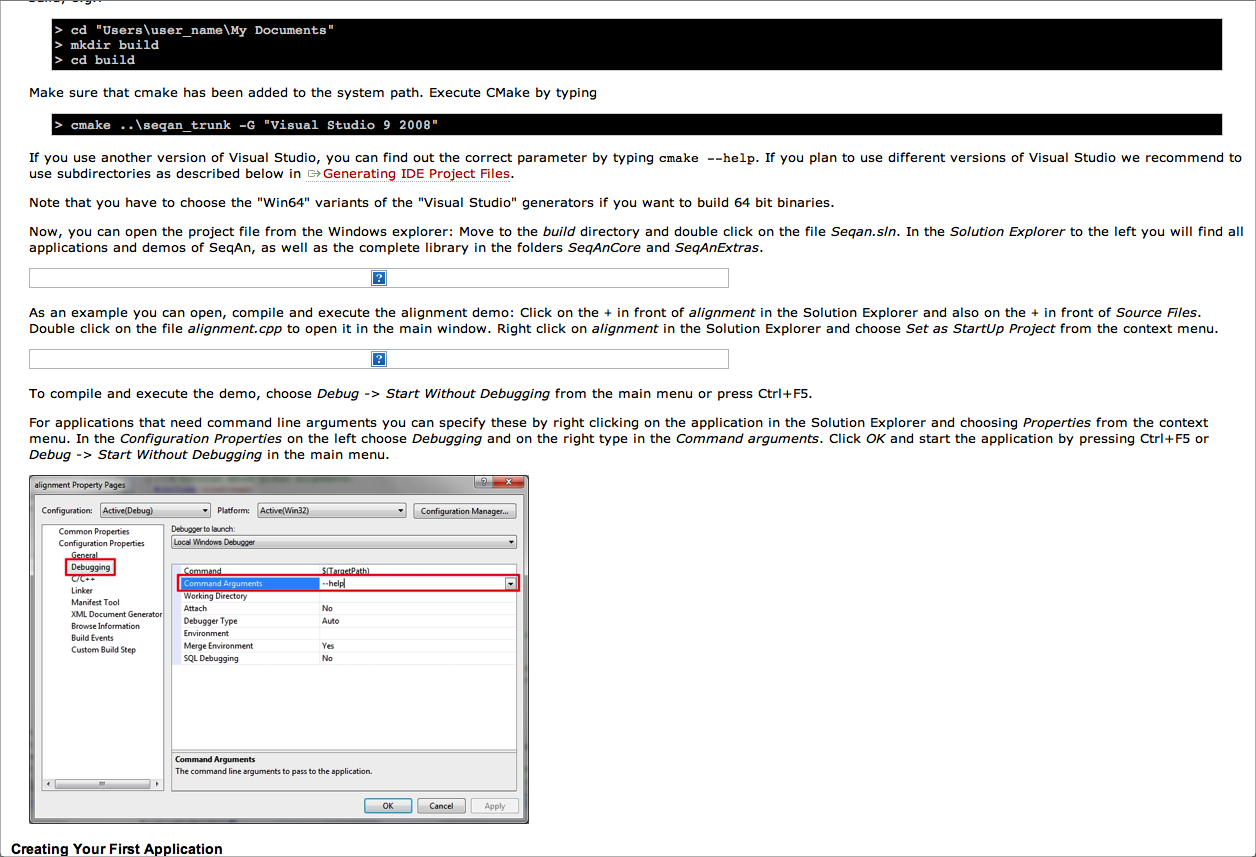 > cd "Users\user_name\My Documents"
> mkdir build
> cd build
Make sure that cmake has been added to the system path. Execute CMake by typing
> cmake ..\seqan_trunk -G "Visual Studio 9 2008"
If you use another version of Visual Studio, you can find out the correct parameter by typing cmake --help. If you plan to use different versions of Visual Studio we recommend to
use subdirectories as described below in Generating IDE Project Files.
Note that you have to choose the "Win64" variants of the "Visual Studio" generators if you want to build 64 bit binaries.
Now, you can open the project file from the Windows explorer: Move to the build directory and double click on the file Seqan.sln. In the Solution Explorer to the left you will find all
applications and demos of SeqAn, as well as the complete library in the folders SeqAnCore and SeqAnExtras.
?
As an example you can open, compile and execute the alignment demo: Click on the + in front of alignment in the Solution Explorer and also on the + in front of Source Files.
Double click on the file alignment.cpp to open it in the main window. Right click on alignment in the Solution Explorer and choose Set as StartUp Project from the context menu.
?
To compile and execute the demo, choose Debug -> Start Without Debugging from the main menu or press Ctrl+F5.
For applications that need command line arguments you can specify these by right clicking on the application in the Solution Explorer and choosing Properties from the context
menu. In the Configuration Properties on the left choose Debugging and on the right type in the Command arguments. Click OK and start the application by pressing Ctrl+F5 or
Debug -> Start Without Debugging in the main menu.
alignment Property Pages
Configuration: Active(Debug) Platform: Active(Win32) Configuration Manager...
Common Properties
Configuration Properties
General
Debugging
C/C++
Linker
Manifest Tool
XML Document Generator
Browse Information
Build Events
Custom Build Step
Debugger to launch:
Local Windows Debugger
Command $(TargetPath)
Command Arguments --help
Working Directory
Attach No
Debugger Type Auto
Environment
Merge Environment Yes
SQL Debugging No
Command Arguments
The command line arguments to pass to the application.
OK Cancel Apply
Creating Your First Application